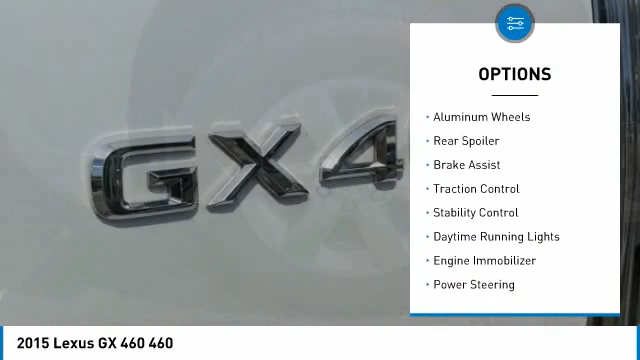 GX4
OPTIONS
Aluminum Wheels
Rear Spoiler
Brake Assist
Traction Control
Stability Control
Daytime Running Lights
Engine Immobilizer
Power Steering
2015 Lexus GX 460 460